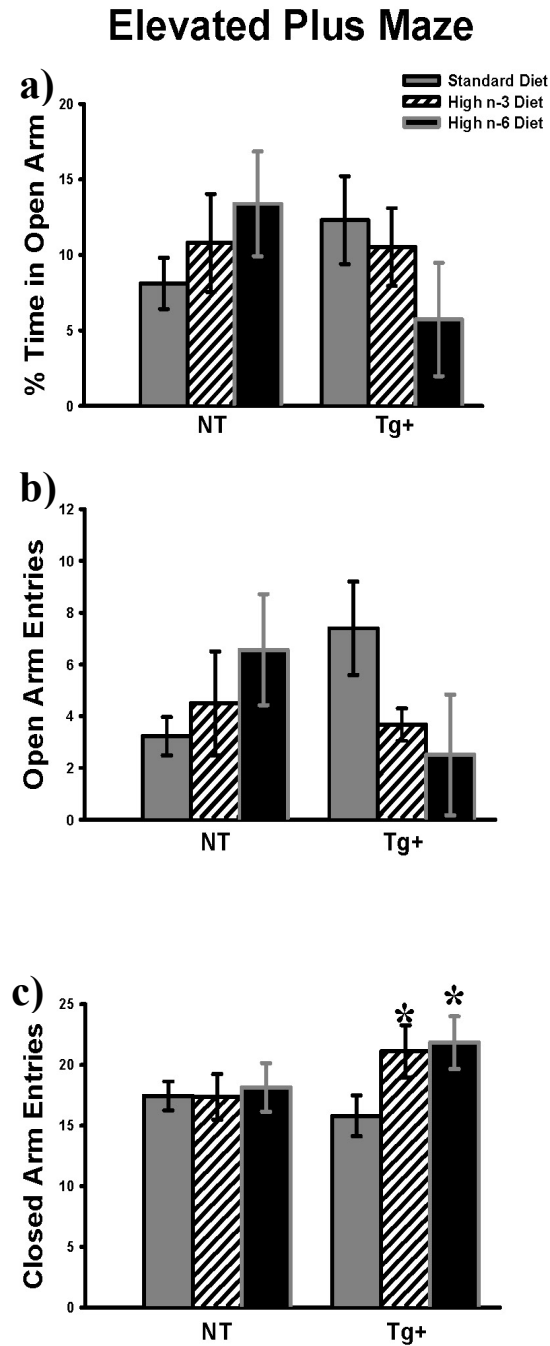 Elevated Plus Maze
a)
Standard Diet
High n-3 Diet
High n-6 Diet
% Time in Open Arm
20
15
10
5
0
NT Tg+
b)
Open Arm Entries
12
10
8
6
4
2
0
NT Tg+
c)
Closed Arm Entries
25
20
15
10
5
0
* *
NT Tg+